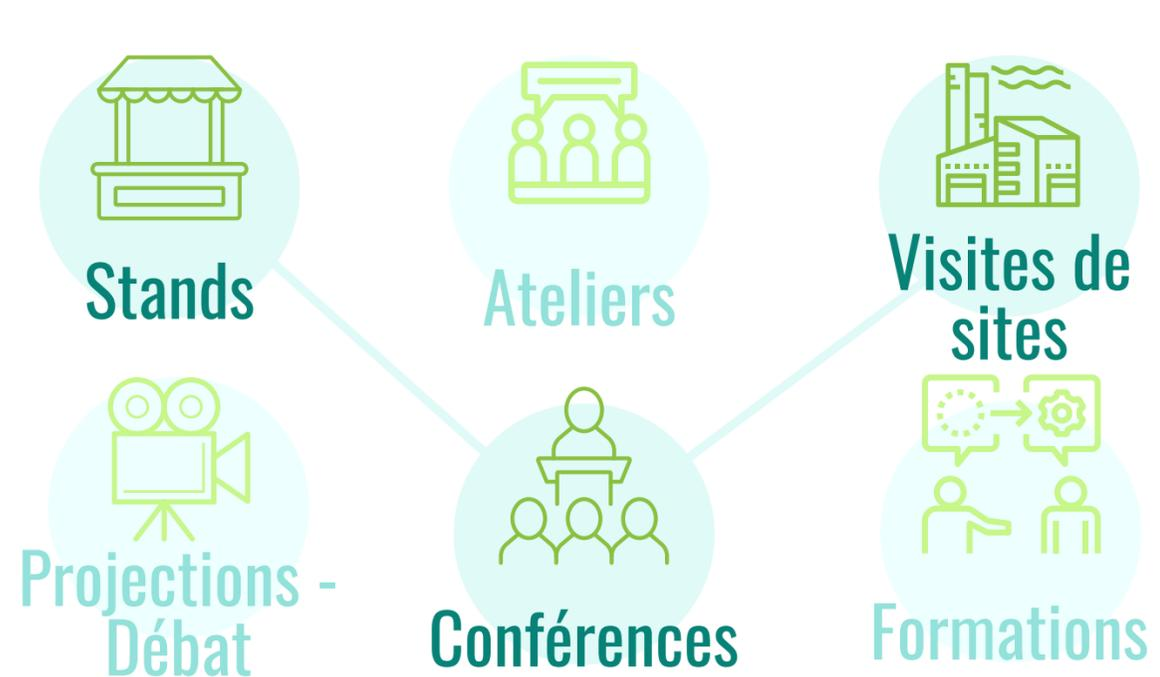 Stands
Ateliers
Visites de
sites
Projections -
Débat
Conférences
Formations